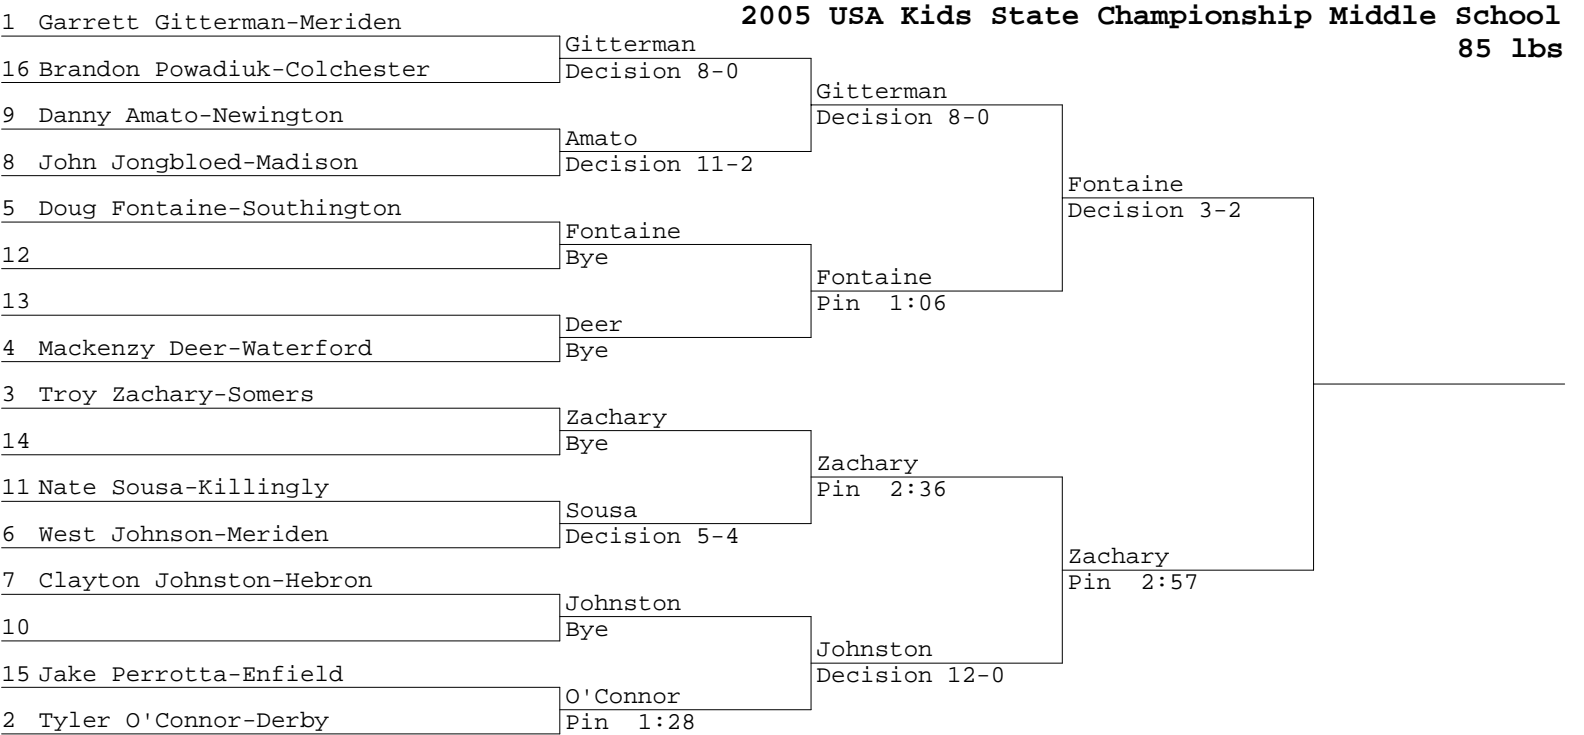 2005 USA Kids State Championship Middle School
85 lbs
1 Garrett Gitterman-Meriden
16 Brandon Powadiuk-Colchester
9 Danny Amato-Newington
8 John Jongbloed-Madison
5 Doug Fontaine-Southington
12
13
4 Mackenzy Deer-Waterford
3 Troy Zachary-Somers
14
11 Nate Sousa-Killingly
6 West Johnson-Meriden
7 Clayton Johnston-Hebron
10
15 Jake Perrotta-Enfield
2 Tyler O'Connor-Derby
Gitterman
Decision 8-0
Amato
Decision 11-2
Fontaine
Bye
Deer
Bye
Zachary
Bye
Sousa
Decision 5-4
Johnston
Bye
O'Connor
Pin 1:28
Gitterman
Decision 8-0
Fontaine
Pin 1:06
Zachary
Pin 2:36
Johnston
Decision 12-0
Fontaine
Decision 3-2
Zachary
Pin 2:57